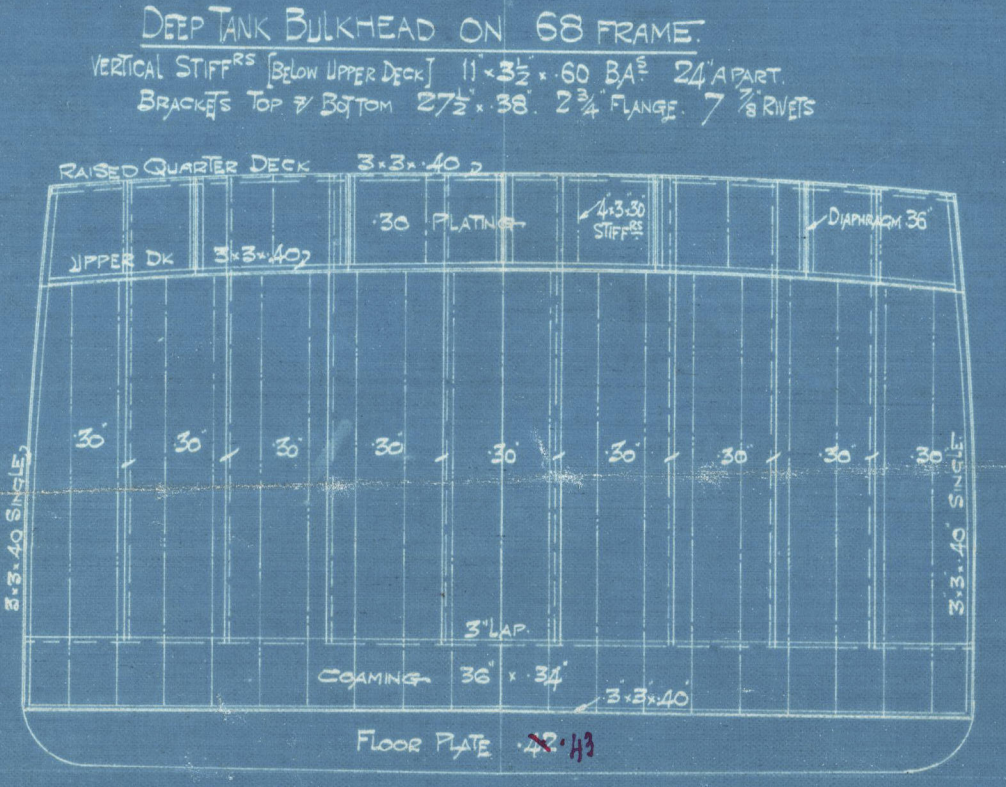 DEEP TANK BULKHEAD ON 68 FRAME.
VERTICAL STIFFRS [BELOW UPPER DECK] 11" × 3½" × .60 B.AS 24" APART.
BRACKETS TOP & BOTTOM 27½" × .38". 2¾" FLANGE. 7 ⅞" RIVETS
RAISED QUARTER DECK 3×3×.40
.30 PLATING
4×3×.30 STIFFRS
DIAPHRAGM .36"
UPPER DK 3×3×.40
.30" .30" .30" .30" .30" .30" .30" .30" .30"
3×3×.40 SINGLE
3"×3"×.40" SINGLE
3" LAP.
COAMING 36" × .34"
3"×3"×.40"
FLOOR PLATE .42 .43